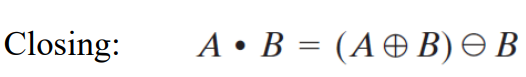 Closing: A • B = (A ⊕ B) ⊖ B